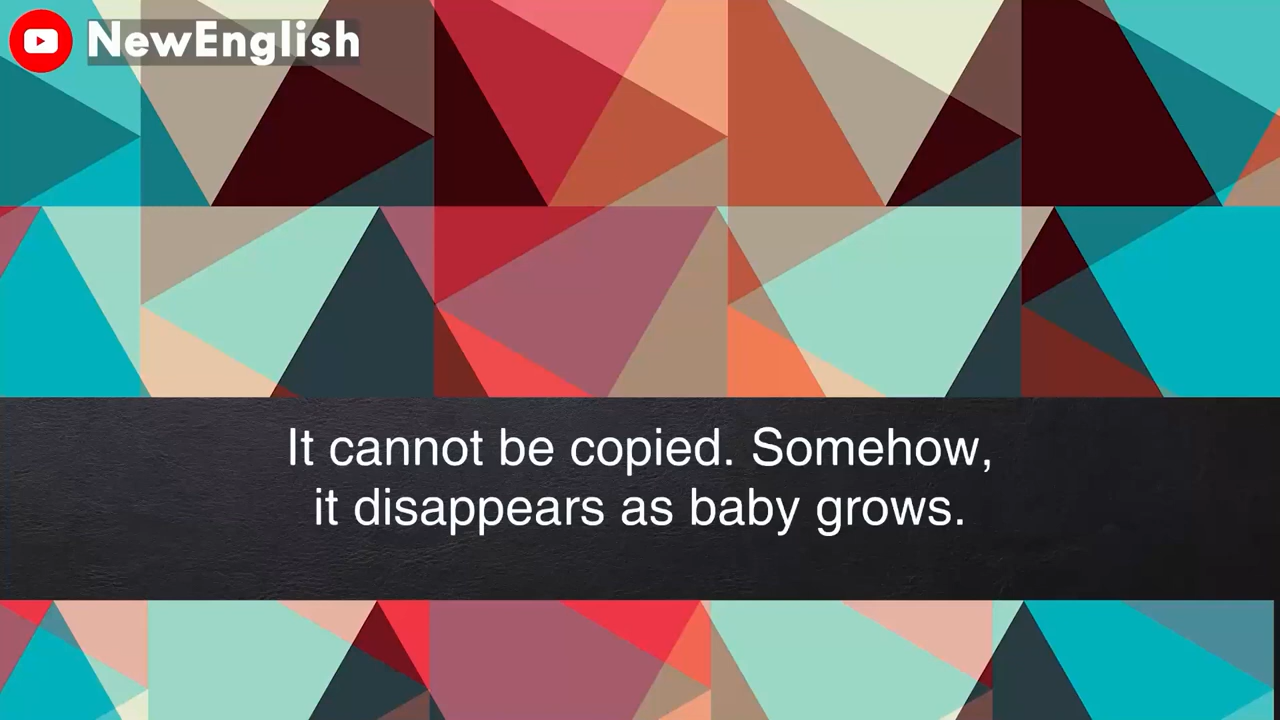 NewEnglish
It cannot be copied. Somehow,
it disappears as baby grows.